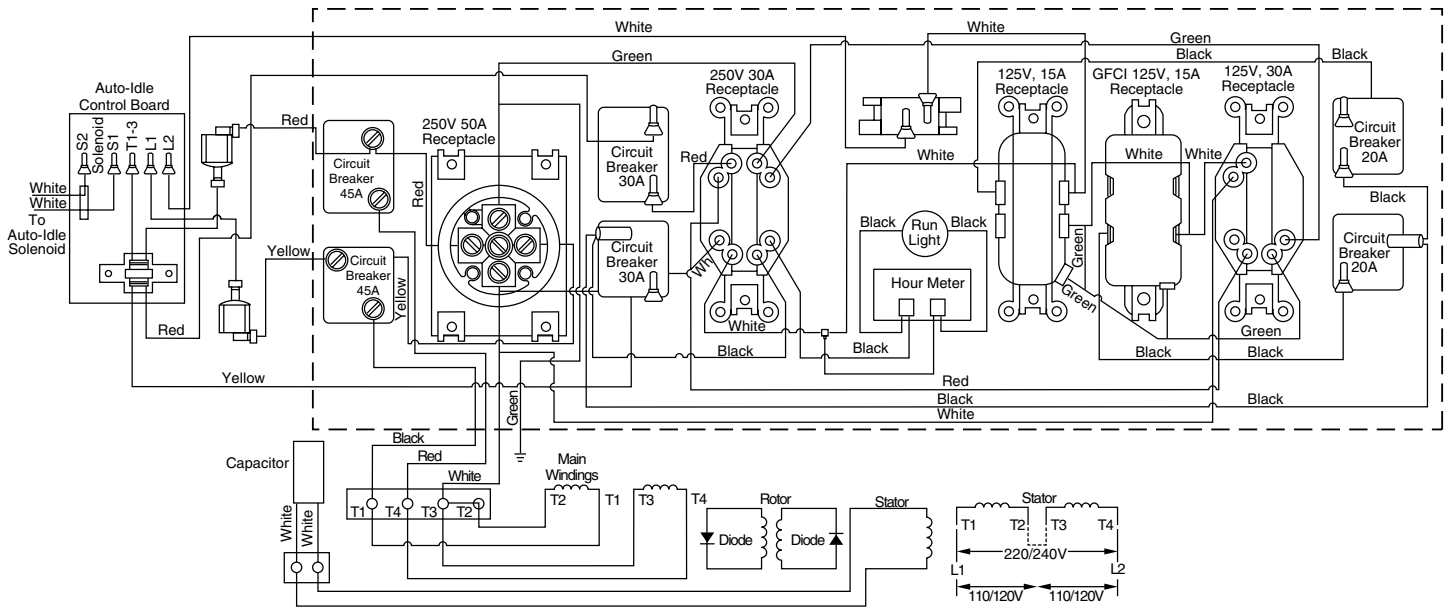 White
White
Green
Green
Black
Black
Auto-Idle
Control Board
250V 30A
Receptacle
125V, 15A
Receptacle
GFCI 125V, 15A
Receptacle
125V, 30A
Receptacle
S2
Solenoid
S1
T1-3
L1
L2
Red
250V 50A
Receptacle
Circuit
Breaker
45A
Circuit
Breaker
30A
Circuit
Breaker
20A
Red
White
White
White
Red
White
White
To
Auto-Idle
Solenoid
Black
Black
Black
Run
Light
Yellow
Circuit
Breaker
45A
Yellow
Circuit
Breaker
30A
Wh
Green
Circuit
Breaker
20A
Hour Meter
Green
Red
White
Green
Black
Black
Black
Black
Yellow
Red
Green
Black
Black
White
Black
Capacitor
Red
White
Main
Windings
T1
T4
T3
T2
T2
T1
T3
T4
Rotor
Stator
Stator
White
White
Diode
Diode
T1
T2
T3
T4
220/240V
L1
L2
110/120V
110/120V